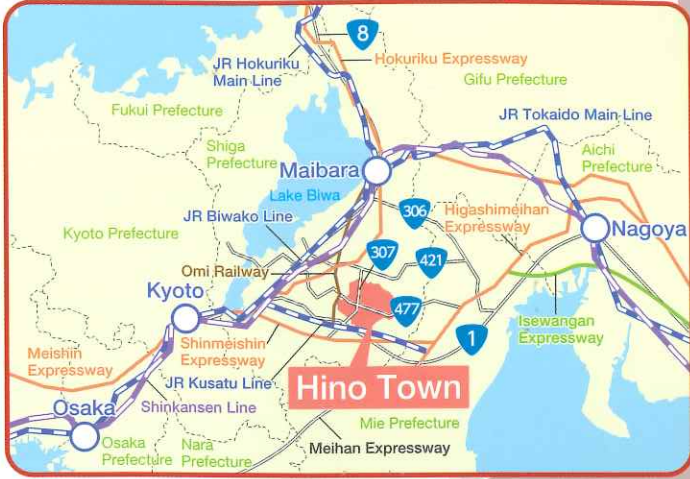 8
JR Hokuriku
Main Line
Hokuriku Expressway
Gifu Prefecture
Fukui Prefecture
JR Tokaido Main Line
Shiga
Prefecture
Aichi
Prefecture
Maibara
Lake Biwa
JR Biwako Line
306
Higashimeihan
Expressway
Nagoya
Kyoto Prefecture
307
421
Omi Railway
Kyoto
477
1
Isewangan
Expressway
Meishin
Expressway
Shinmeishin
Expressway
JR Kusatu Line
Hino Town
Shinkansen Line
Osaka
Osaka
Prefecture
Nara
Prefecture
Mie Prefecture
Meihan Expressway